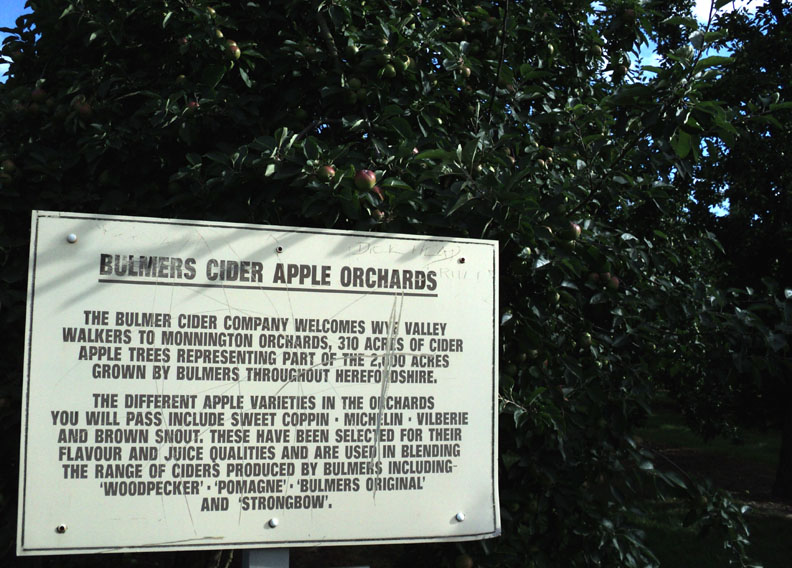 BULMERS CIDER APPLE ORCHARDS
THE BULMER CIDER COMPANY WELCOMES WYE VALLEY
WALKERS TO MONNINGTON ORCHARDS, 310 ACRES OF CIDER
APPLE TREES REPRESENTING PART OF THE 2,000 ACRES
GROWN BY BULMERS THROUGHOUT HEREFORDSHIRE.
THE DIFFERENT APPLE VARIETIES IN THE ORCHARDS
YOU WILL PASS INCLUDE SWEET COPPIN · MICHELIN · VILBERIE
AND BROWN SNOUT. THESE HAVE BEEN SELECTED FOR THEIR
FLAVOUR AND JUICE QUALITIES AND ARE USED IN BLENDING
THE RANGE OF CIDERS PRODUCED BY BULMERS INCLUDING
'WOODPECKER' · 'POMAGNE' · 'BULMERS ORIGINAL'
AND 'STRONGBOW'.